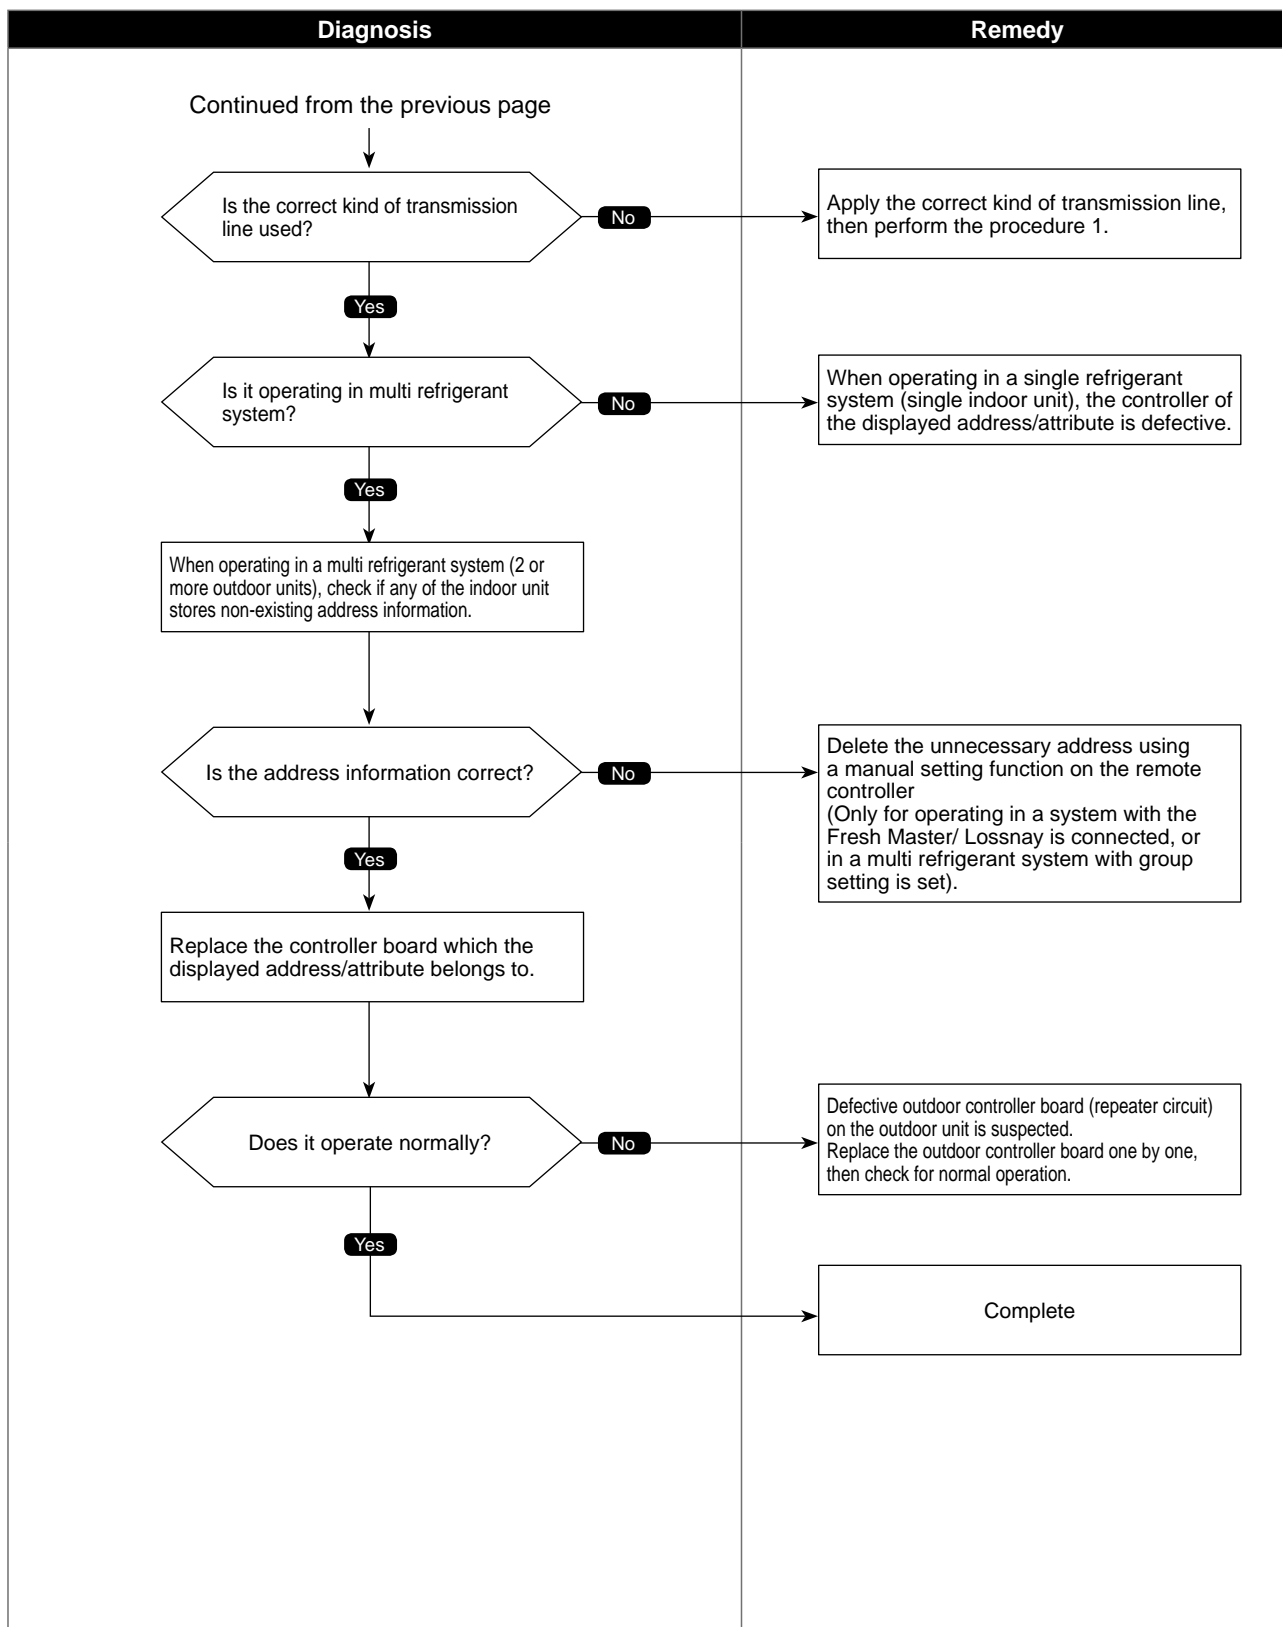 Diagnosis
Remedy
Continued from the previous page
Is the correct kind of transmission
line used?
No
Apply the correct kind of transmission line,
then perform the procedure 1.
Yes
Is it operating in multi refrigerant
system?
No
When operating in a single refrigerant
system (single indoor unit), the controller of
the displayed address/attribute is defective.
Yes
When operating in a multi refrigerant system (2 or
more outdoor units), check if any of the indoor unit
stores non-existing address information.
Is the address information correct?
No
Delete the unnecessary address using
a manual setting function on the remote
controller
(Only for operating in a system with the
Fresh Master/ Lossnay is connected, or
in a multi refrigerant system with group
setting is set).
Yes
Replace the controller board which the
displayed address/attribute belongs to.
Does it operate normally?
No
Defective outdoor controller board (repeater circuit)
on the outdoor unit is suspected.
Replace the outdoor controller board one by one,
then check for normal operation.
Yes
Complete